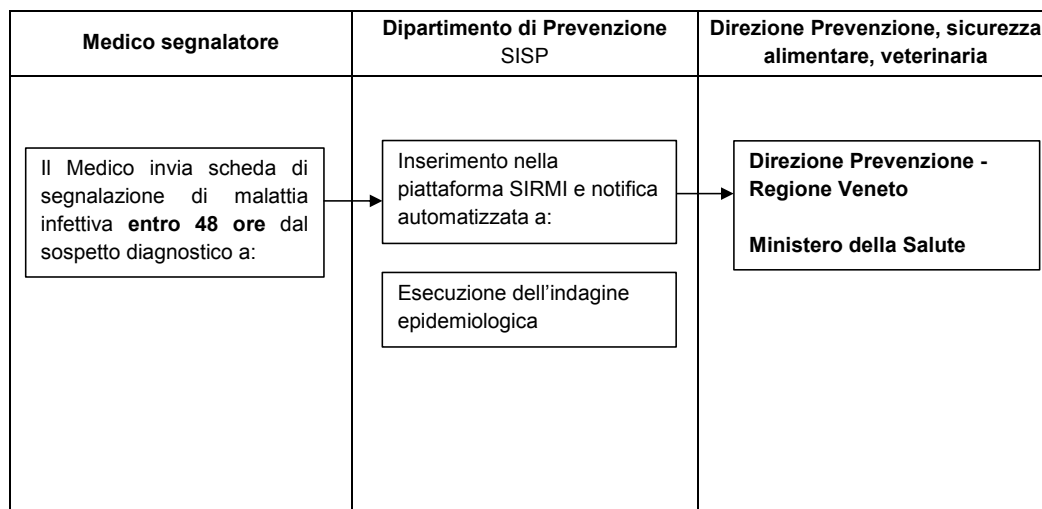 Medico segnalatore
Dipartimento di Prevenzione
SISP
Direzione Prevenzione, sicurezza
alimentare, veterinaria
Il Medico invia scheda di
segnalazione di malattia
infettiva entro 48 ore dal
sospetto diagnostico a:
Inserimento nella
piattaforma SIRMI e notifica
automatizzata a:
Esecuzione dell'indagine
epidemiologica
Direzione Prevenzione -
Regione Veneto
Ministero della Salute